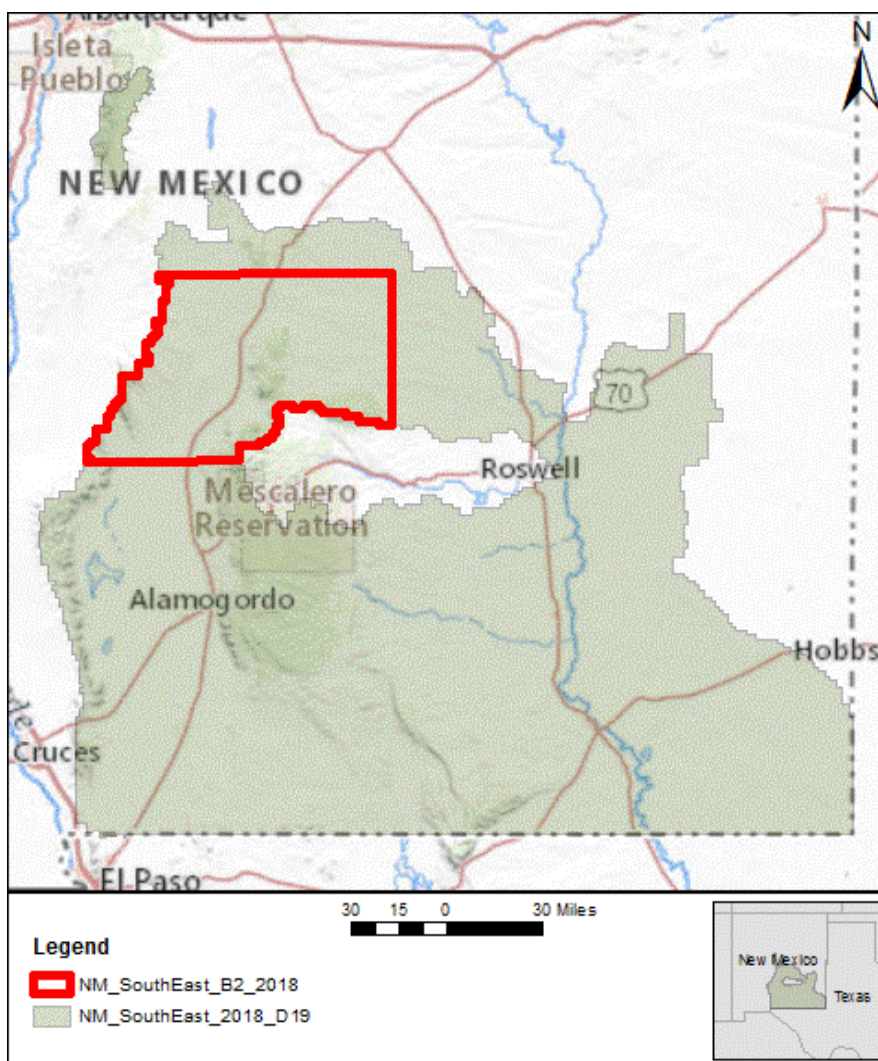 Albuquerque
Isleta
Pueblo
N
NEW MEXICO
70
Roswell
Mescalero
Reservation
Alamogordo
Hobbs
Cruces
El Paso
30 15 0 30 Miles
Legend
NM_SouthEast_B2_2018
NM_SouthEast_2018_D19
New Mexico
Texas